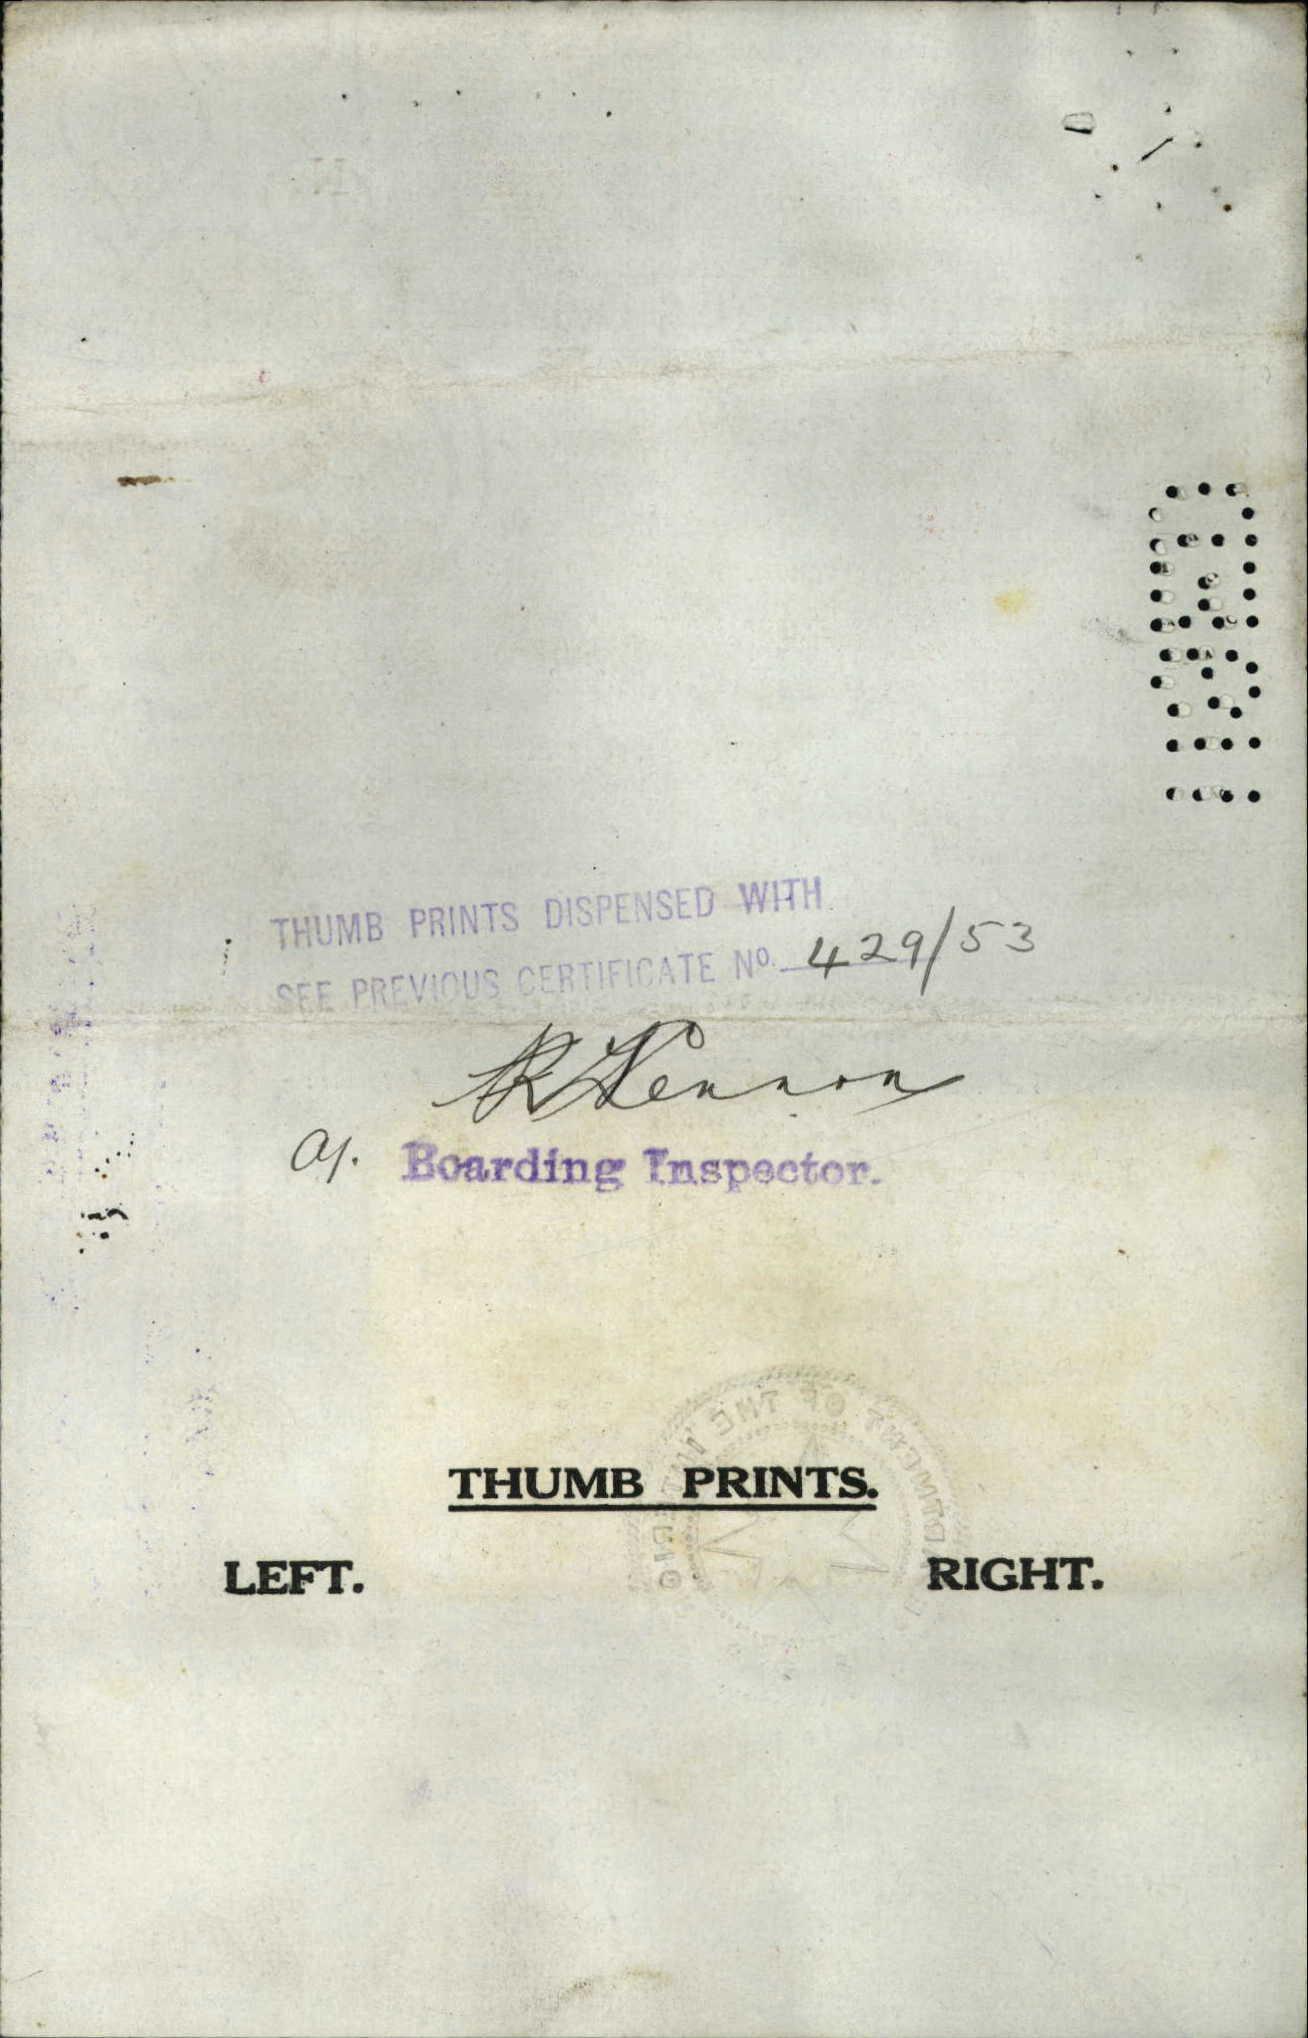 THUMB PRINTS DISPENSED WITH
SEE PREVIOUS CERTIFICATE No. 429/53
Boarding Inspector.
THUMB PRINTS.
LEFT.
RIGHT.